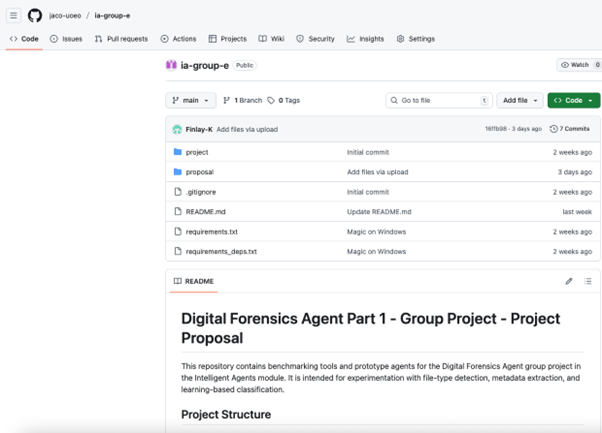 jaco-uoeo / ia-group-e
Code Issues Pull requests Actions Projects Wiki Security Insights Settings
ia-group-e Public Watch 0
main 1 Branch 0 Tags Go to file t Add file Code
Finlay-K Add files via upload 16ffb98 · 3 days ago 7 Commits
project Initial commit 2 weeks ago
proposal Add files via upload 3 days ago
.gitignore Initial commit 2 weeks ago
README.md Update README.md last week
requirements.txt Magic on Windows 2 weeks ago
requirements_deps.txt Magic on Windows 2 weeks ago
README
Digital Forensics Agent Part 1 - Group Project - Project
Proposal
This repository contains benchmarking tools and prototype agents for the Digital Forensics Agent group project in
the Intelligent Agents module. It is intended for experimentation with file-type detection, metadata extraction, and
learning-based classification.
Project Structure